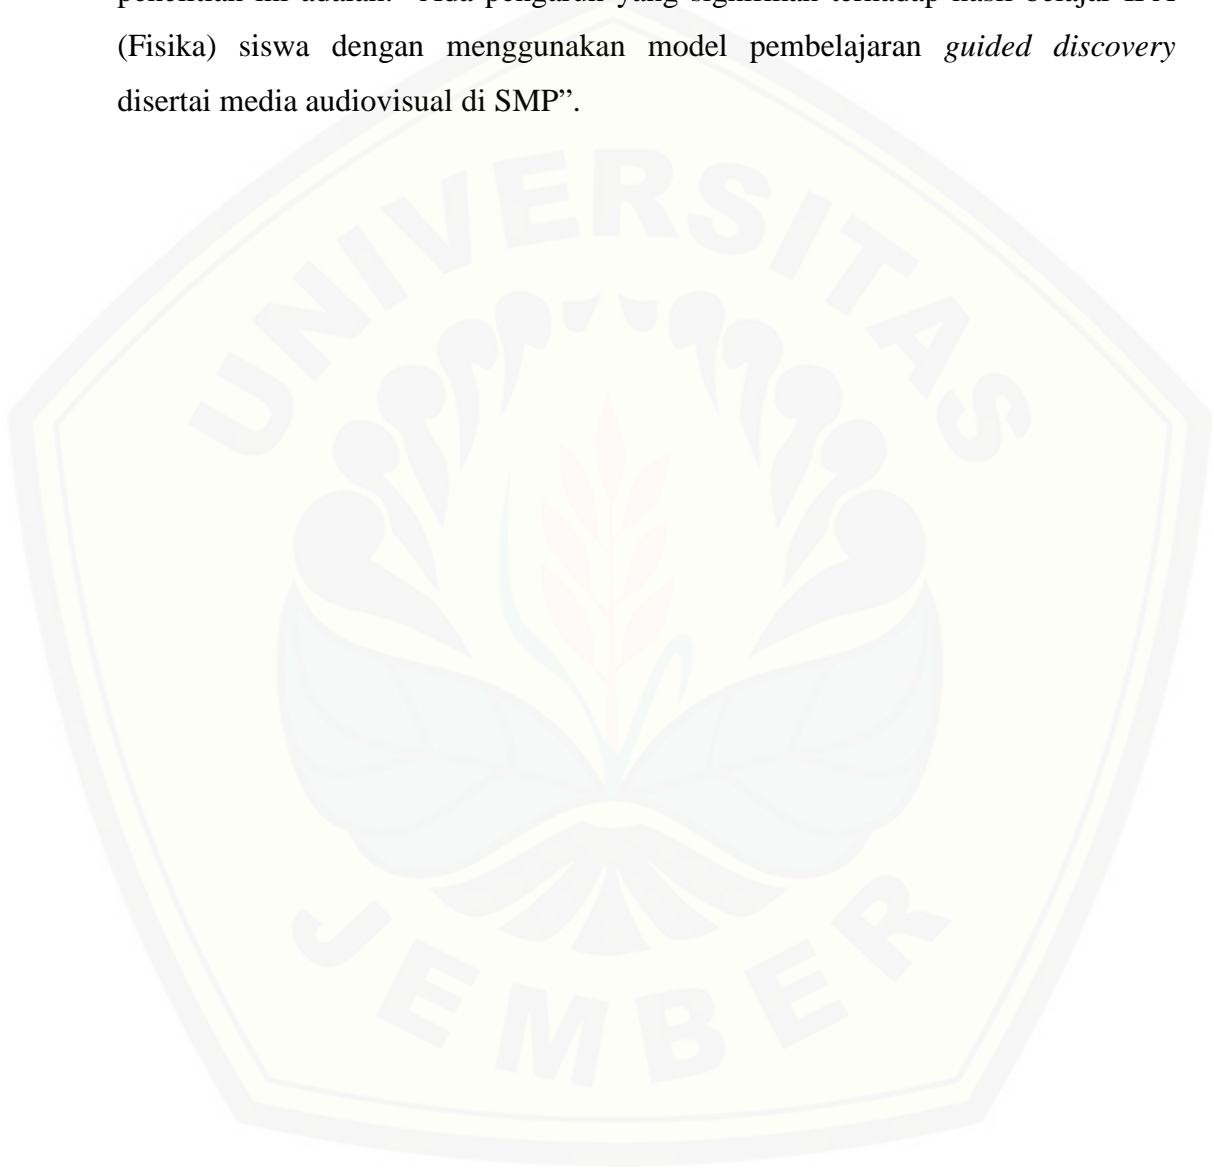 (Fisika) siswa dengan menggunakan model pembelajaran guided discovery
disertai media audiovisual di SMP”.
UNIVERSITAS
JEMBER